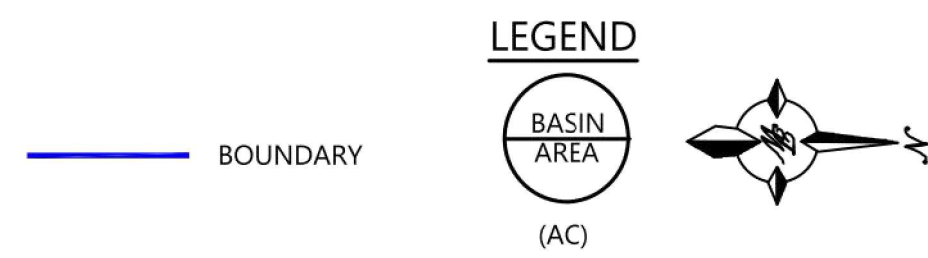 LEGEND
BASIN
AREA
BOUNDARY
(AC)
N